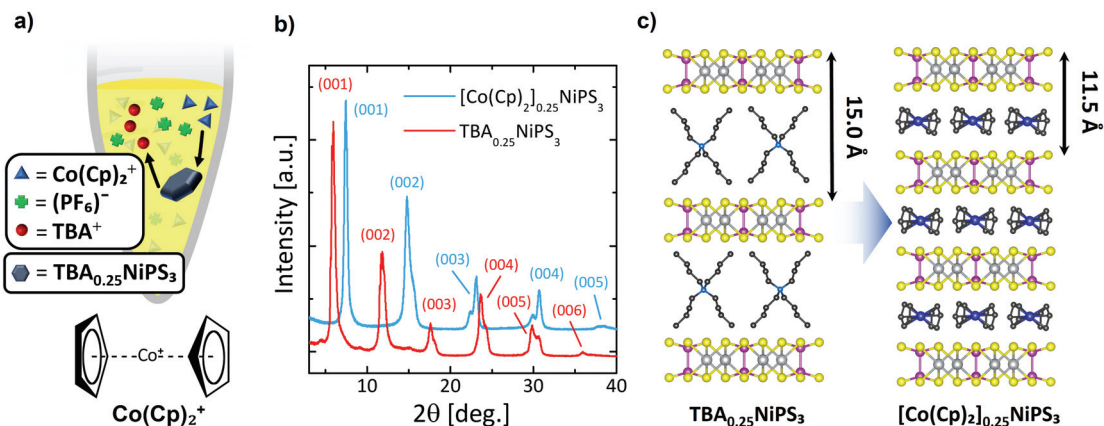 a)
= Co(Cp)₂⁺
= (PF₆)⁻
= TBA⁺
= TBA₀.₂₅NiPS₃
Co±
Co(Cp)₂⁺
b)
Intensity [a.u.]
[Co(Cp)₂]₀.₂₅NiPS₃
TBA₀.₂₅NiPS₃
(001)
(001)
(002)
(002)
(003)
(003)
(004)
(004)
(005)
(005)
(006)
10
20
30
40
2θ [deg.]
c)
15.0 Å
11.5 Å
TBA₀.₂₅NiPS₃
[Co(Cp)₂]₀.₂₅NiPS₃